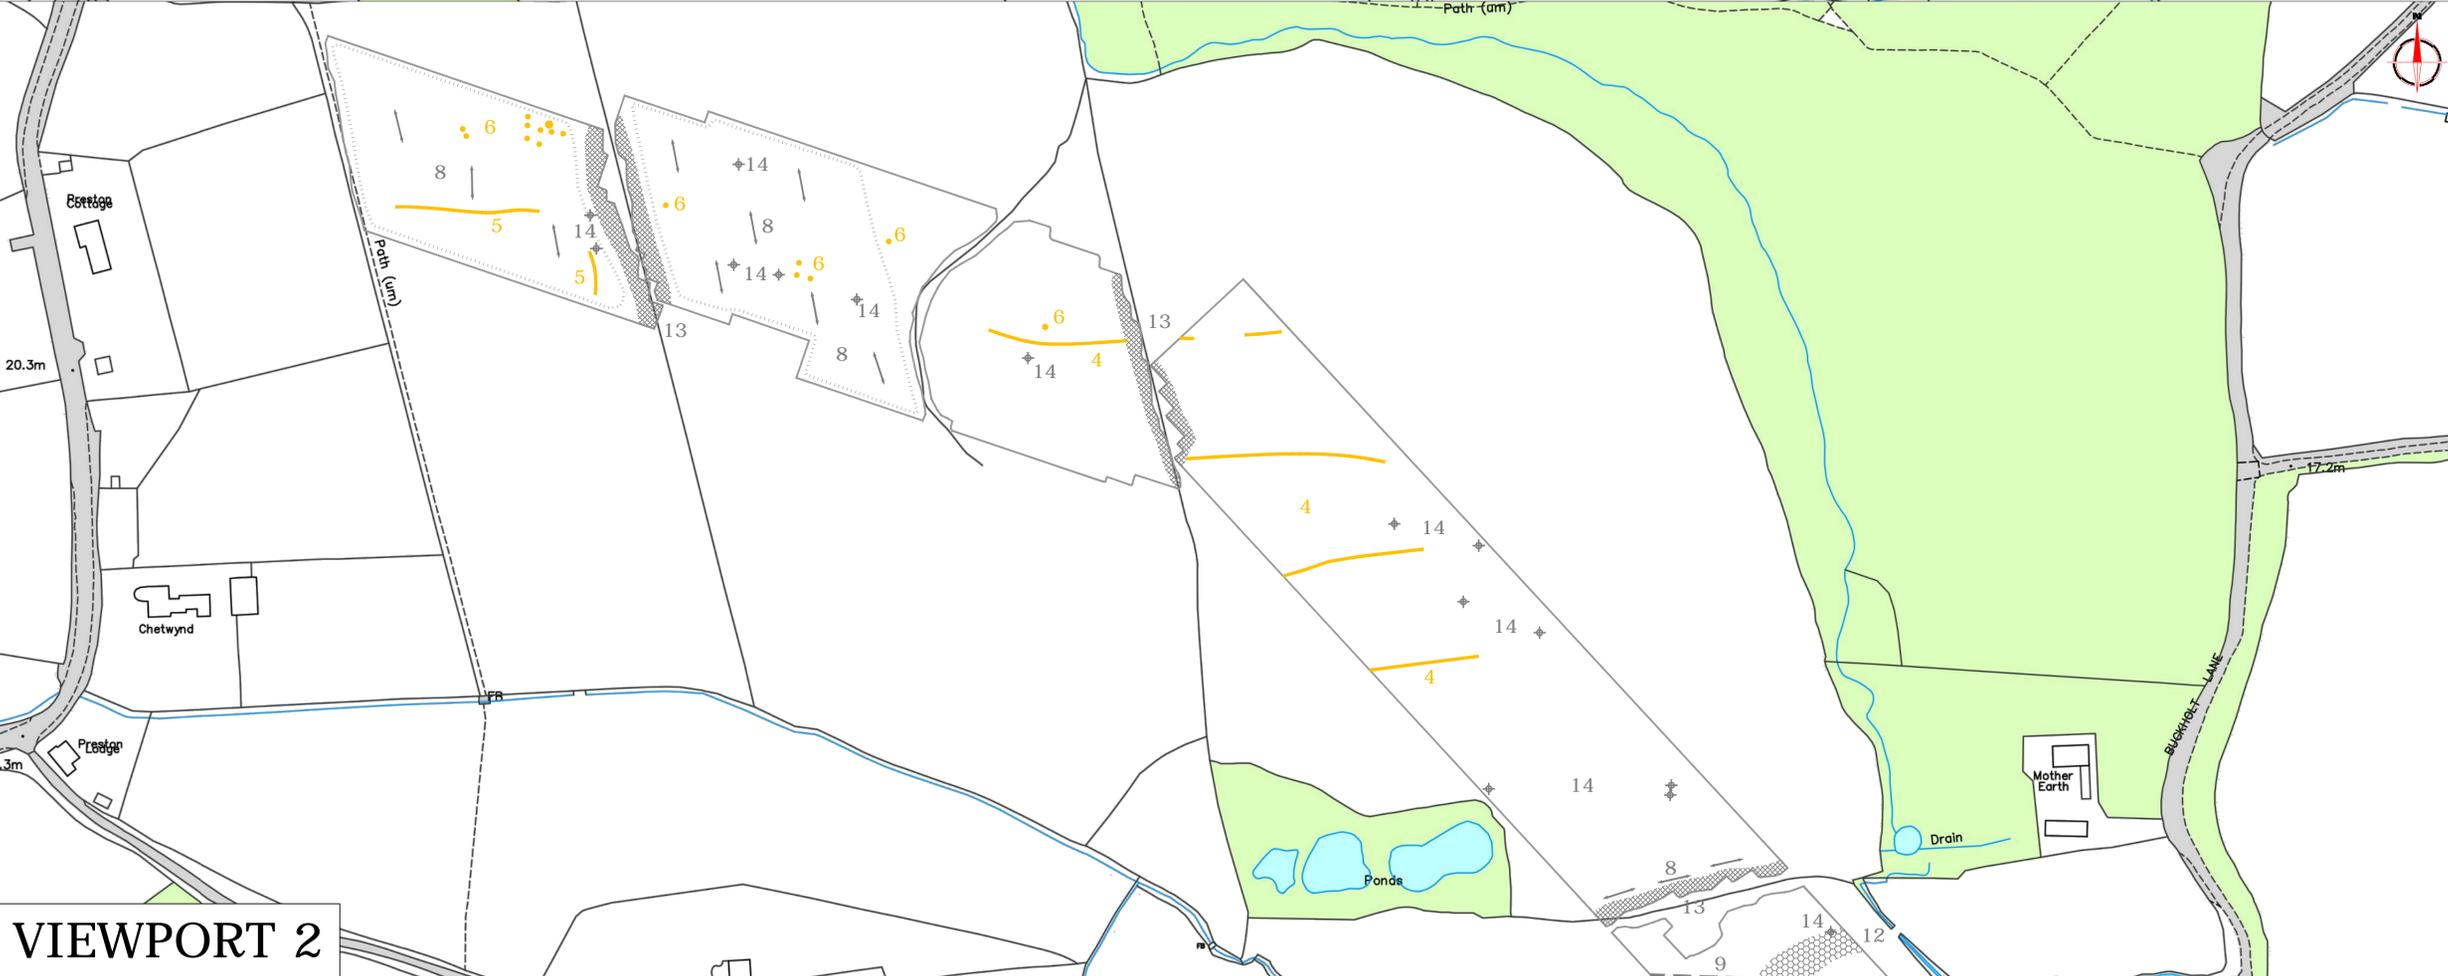 Path (um)
N
6
8
14
Preston
Cottage
6
5
8
14
6
Path (um)
5
14
6
14
6
13
8
4
14
13
20.3m
17.2m
4
14
14
4
FB
Chetwynd
BUCKHOLT LANE
Preston
Lodge
.3m
14
Mother
Earth
Drain
Ponds
8
13
14
12
9
FB
VIEWPORT 2